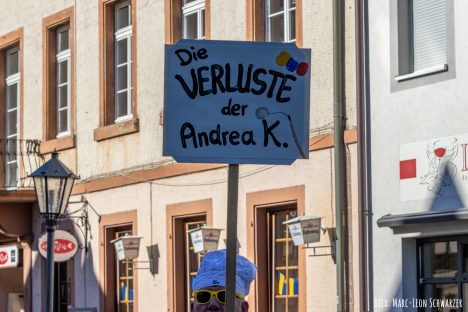 Die
VERLUSTE
der
Andrea K.
BILD: MARC-LEON SCHWARZER